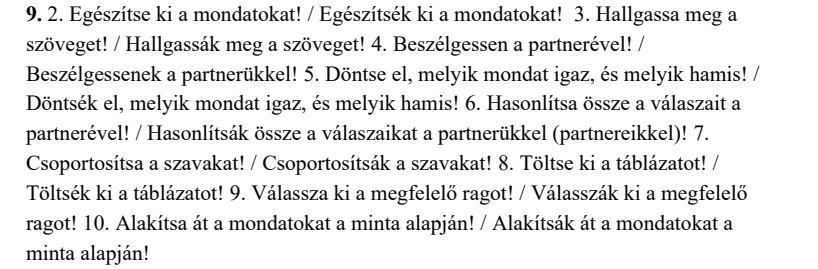 9. 2. Egészítse ki a mondatokat! / Egészítsék ki a mondatokat!  3. Hallgassa meg a
szöveget! / Hallgassák meg a szöveget! 4. Beszélgessen a partnerével! /
Beszélgessenek a partnerükkel! 5. Döntse el, melyik mondat igaz, és melyik hamis! /
Döntsék el, melyik mondat igaz, és melyik hamis! 6. Hasonlítsa össze a válaszait a
partnerével! / Hasonlítsák össze a válaszaikat a partnerükkel (partnereikkel)! 7.
Csoportosítsa a szavakat! / Csoportosítsák a szavakat! 8. Töltse ki a táblázatot! /
Töltsék ki a táblázatot! 9. Válassza ki a megfelelő ragot! / Válasszák ki a megfelelő
ragot! 10. Alakítsa át a mondatokat a minta alapján! / Alakítsák át a mondatokat a
minta alapján!